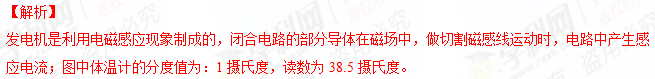 【解析】
发电机是利用电磁感应现象制成的，闭合电路的部分导体在磁场中，做切割磁感线运动时，电路中产生感
应电流；图中体温计的分度值为：1 摄氏度，读数为 38.5 摄氏度。